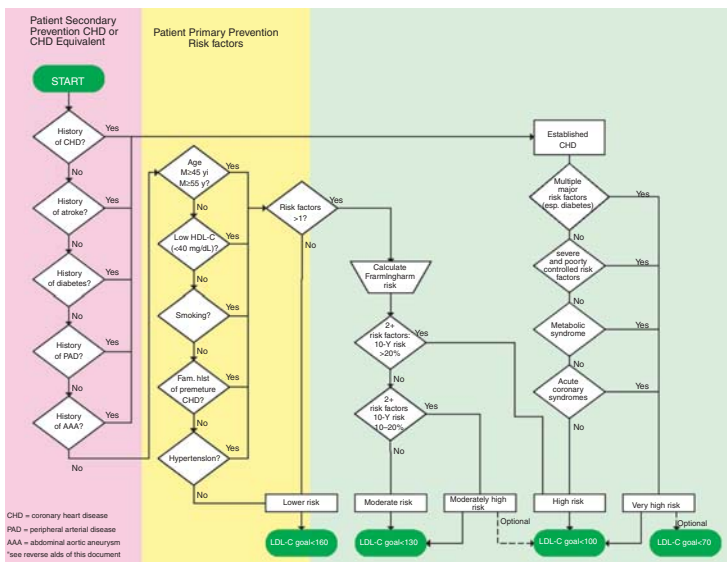 Patient Secondary
Prevention CHD or
CHD Equivalent
Patient Primary Prevention
Risk factors
START
History
of CHD?
Yes
No
History
of atroke?
Yes
No
History
of diabetes?
Yes
No
History
of PAD?
Yes
No
History
of AAA?
Yes
No
Age
M≥45 yi
M≥55 y?
Yes
No
Low HDL-C
(<40 mg/dL)?
Yes
No
Smoking?
Yes
No
Fam. hlst
of premeture
CHD?
Yes
No
Hypertension?
Yes
No
Risk factors
>1?
Yes
No
Calculate
Frarmlngharm
risk
2+
risk factors:
10-Y risk
>20%
Yes
No
2+
risk factors
10-Y risk
10–20%
Yes
No
Established
CHD
Multiple
major
risk factors
(esp. diabetes)
Yes
No
severe
and poorty
controlled risk
factors
Yes
No
Metabolic
syndrome
Yes
No
Acute
coronary
syndromes
Yes
No
Lower risk
Moderate risk
Moderately high
risk
High risk
Very high risk
Optional
Optional
LDL-C goal<160
LDL-C goal<130
LDL-C goal<100
LDL-C goal<70
CHD = coronary heart disease
PAD = peripheral arterial disease
AAA = abdominal aortic aneurysm
*see reverse alds of this document